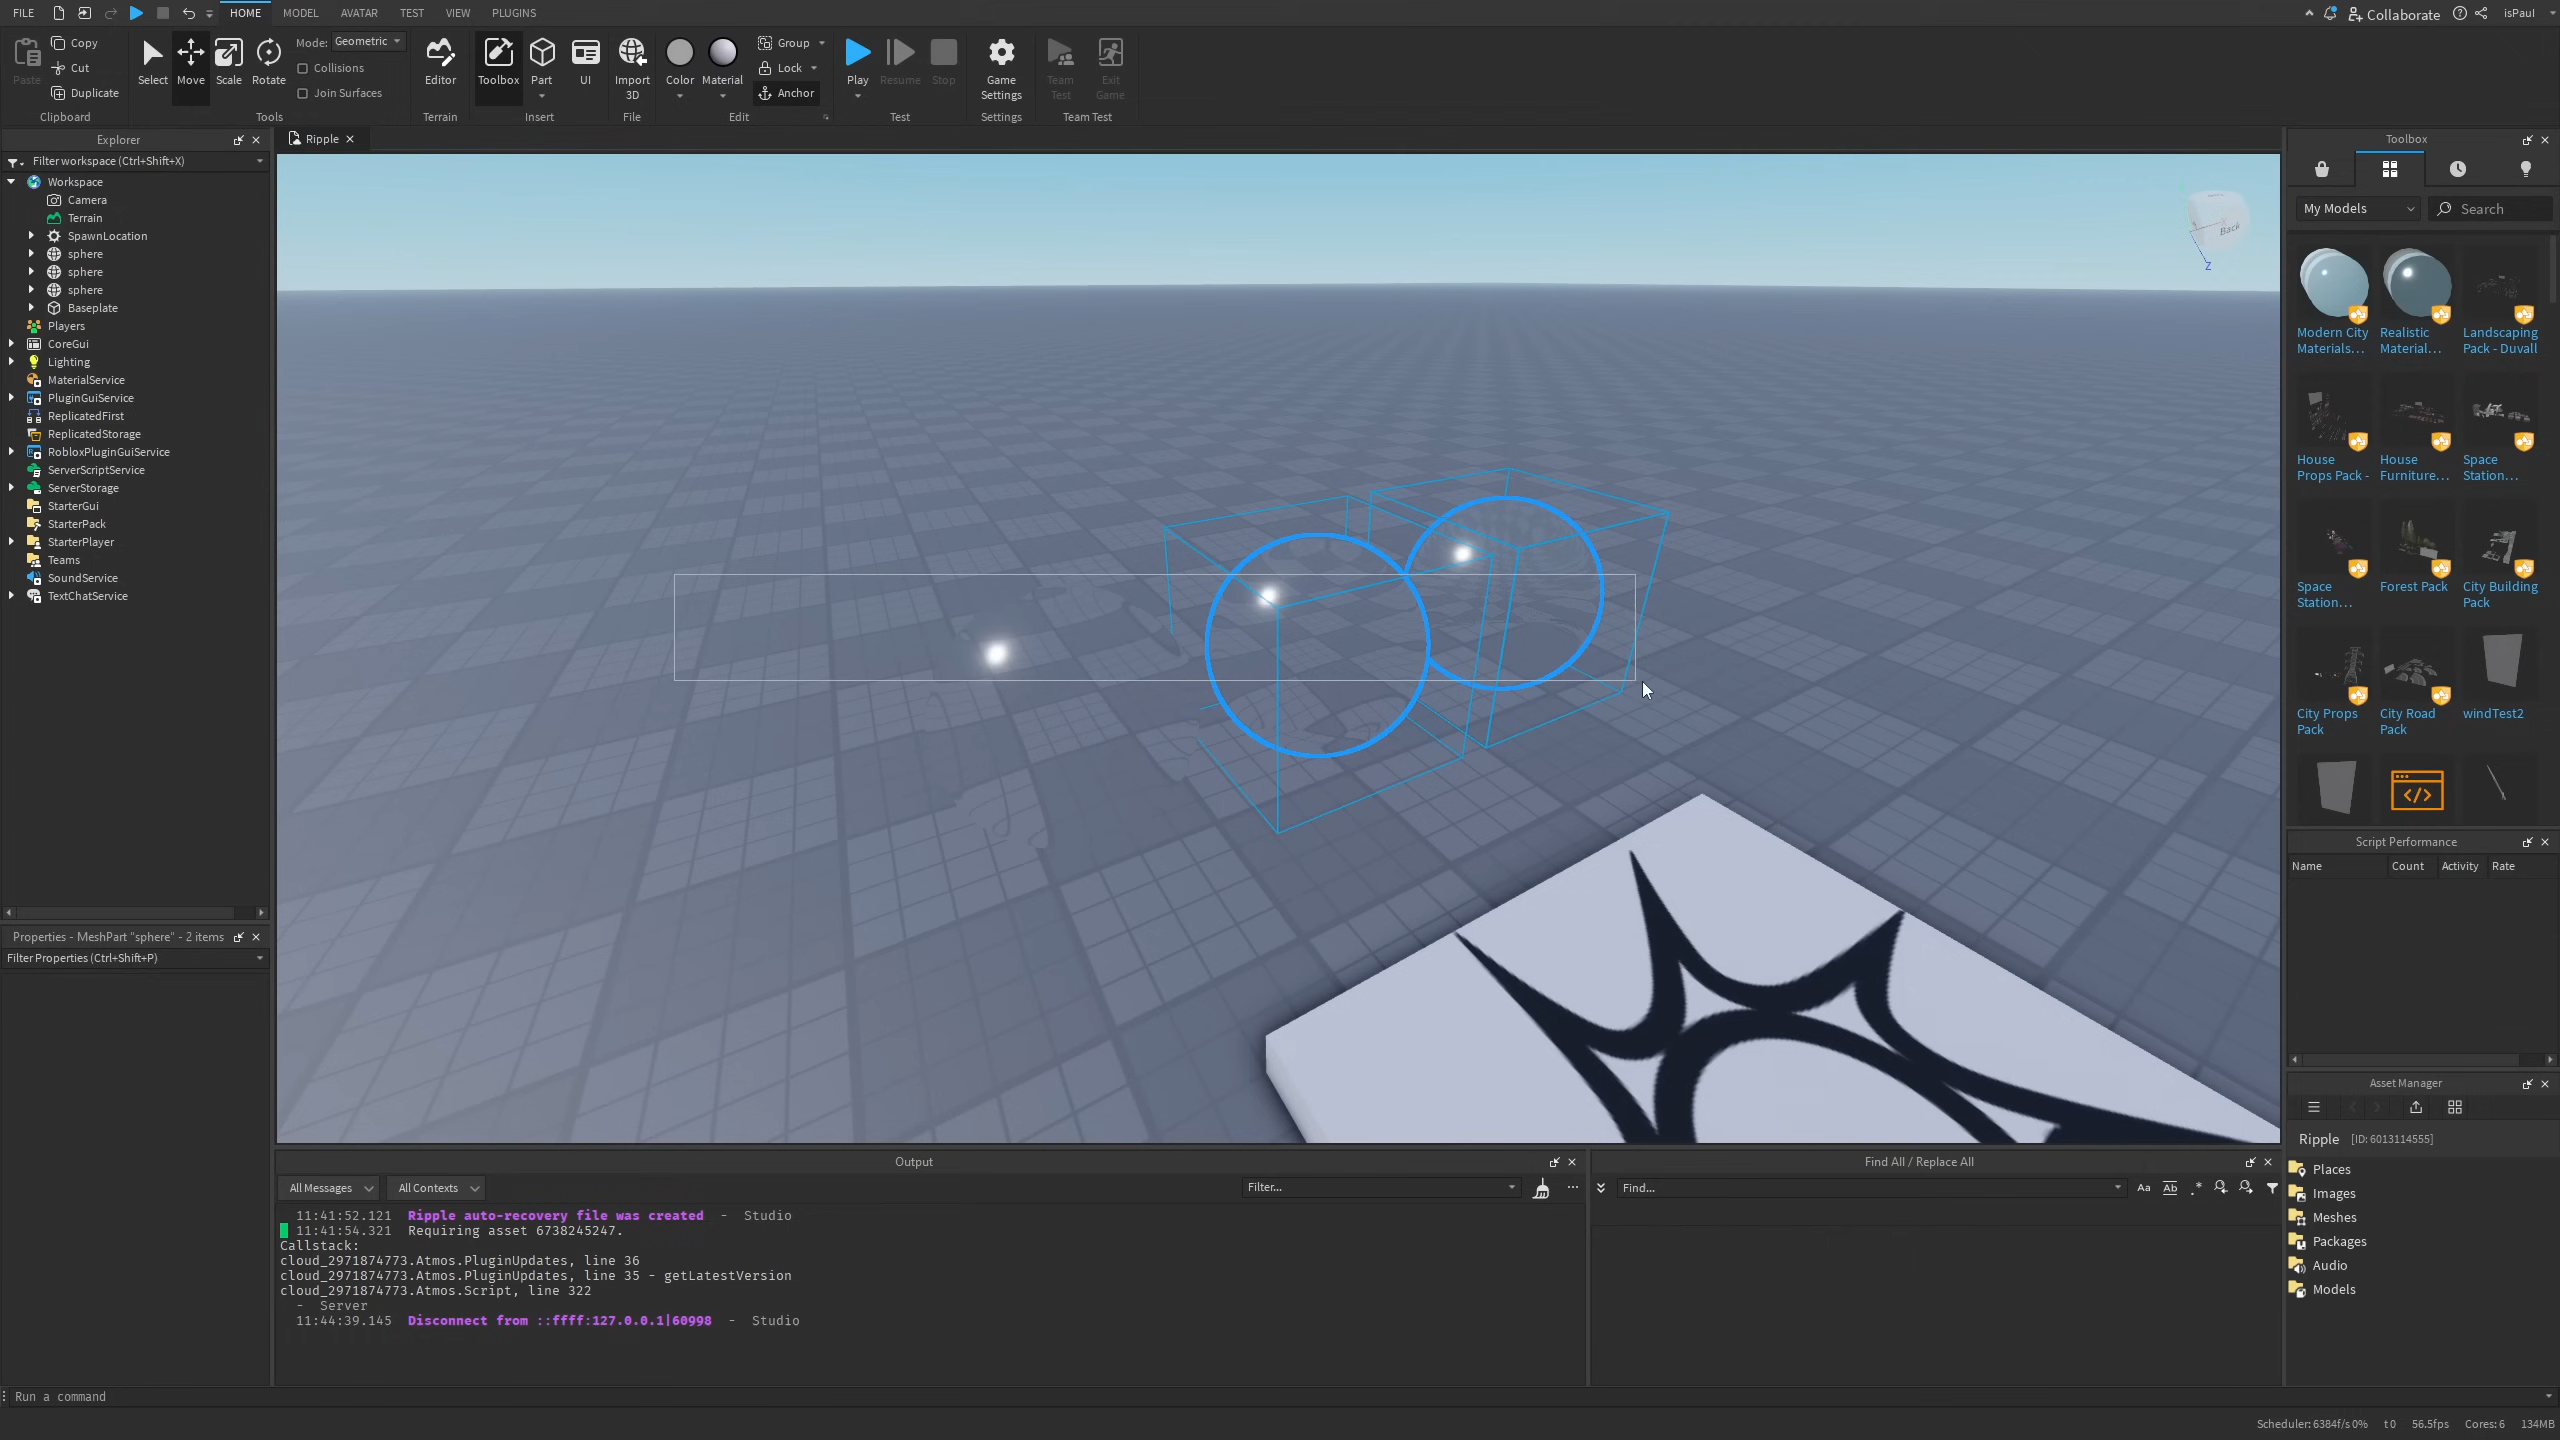 FILE
HOME
MODEL
AVATAR
TEST
VIEW
PLUGINS
Collaborate
isPaul
Paste
Copy
Cut
Duplicate
Clipboard
Select
Move
Scale
Rotate
Mode: Geometric
Collisions
Join Surfaces
Tools
Editor
Terrain
Toolbox
Part
UI
Insert
Import
3D
File
Color
Material
Group
Lock
Anchor
Edit
Play
Resume
Stop
Test
Game
Settings
Settings
Team
Test
Exit
Game
Team Test
Explorer
Filter workspace (Ctrl+Shift+X)
Workspace
Camera
Terrain
SpawnLocation
sphere
sphere
sphere
Baseplate
Players
CoreGui
Lighting
MaterialService
PluginGuiService
ReplicatedFirst
ReplicatedStorage
RobloxPluginGuiService
ServerScriptService
ServerStorage
StarterGui
StarterPack
StarterPlayer
Teams
SoundService
TextChatService
Properties - MeshPart "sphere" - 2 items
Filter Properties (Ctrl+Shift+P)
Ripple
Back
Z
Output
All Messages
All Contexts
Filter...
11:41:52.121 Ripple auto-recovery file was created - Studio
11:41:54.321 Requiring asset 6738245247.
Callstack:
cloud_2971874773.Atmos.PluginUpdates, line 36
cloud_2971874773.Atmos.PluginUpdates, line 35 - getLatestVersion
cloud_2971874773.Atmos.Script, line 322
- Server
11:44:39.145 Disconnect from ::ffff:127.0.0.1|60998 - Studio
Find All / Replace All
Find...
Aa
Ab
.*
Toolbox
My Models
Search
Modern City
Materials...
Realistic
Material...
Landscaping
Pack - Duvall
House
Props Pack -
House
Furniture...
Space
Station...
Space
Station...
Forest Pack
City Building
Pack
City Props
Pack
City Road
Pack
windTest2
Script Performance
Name
Count
Activity
Rate
Asset Manager
Ripple [ID: 6013114555]
Places
Images
Meshes
Packages
Audio
Models
Run a command
Scheduler: 6384f/s 0%
t 0
56.5fps
Cores: 6
134MB